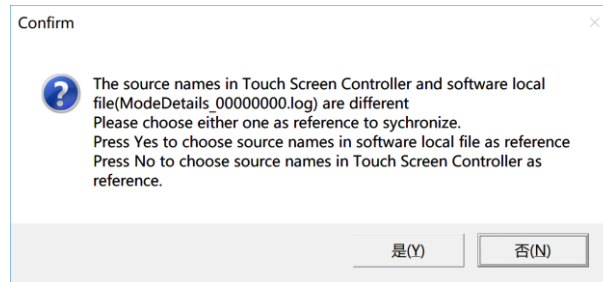 Confirm
The source names in Touch Screen Controller and software local
file(ModeDetails_00000000.log) are different
Please choose either one as reference to sychronize.
Press Yes to choose source names in software local file as reference
Press No to choose source names in Touch Screen Controller as
reference.
是(Y)
否(N)